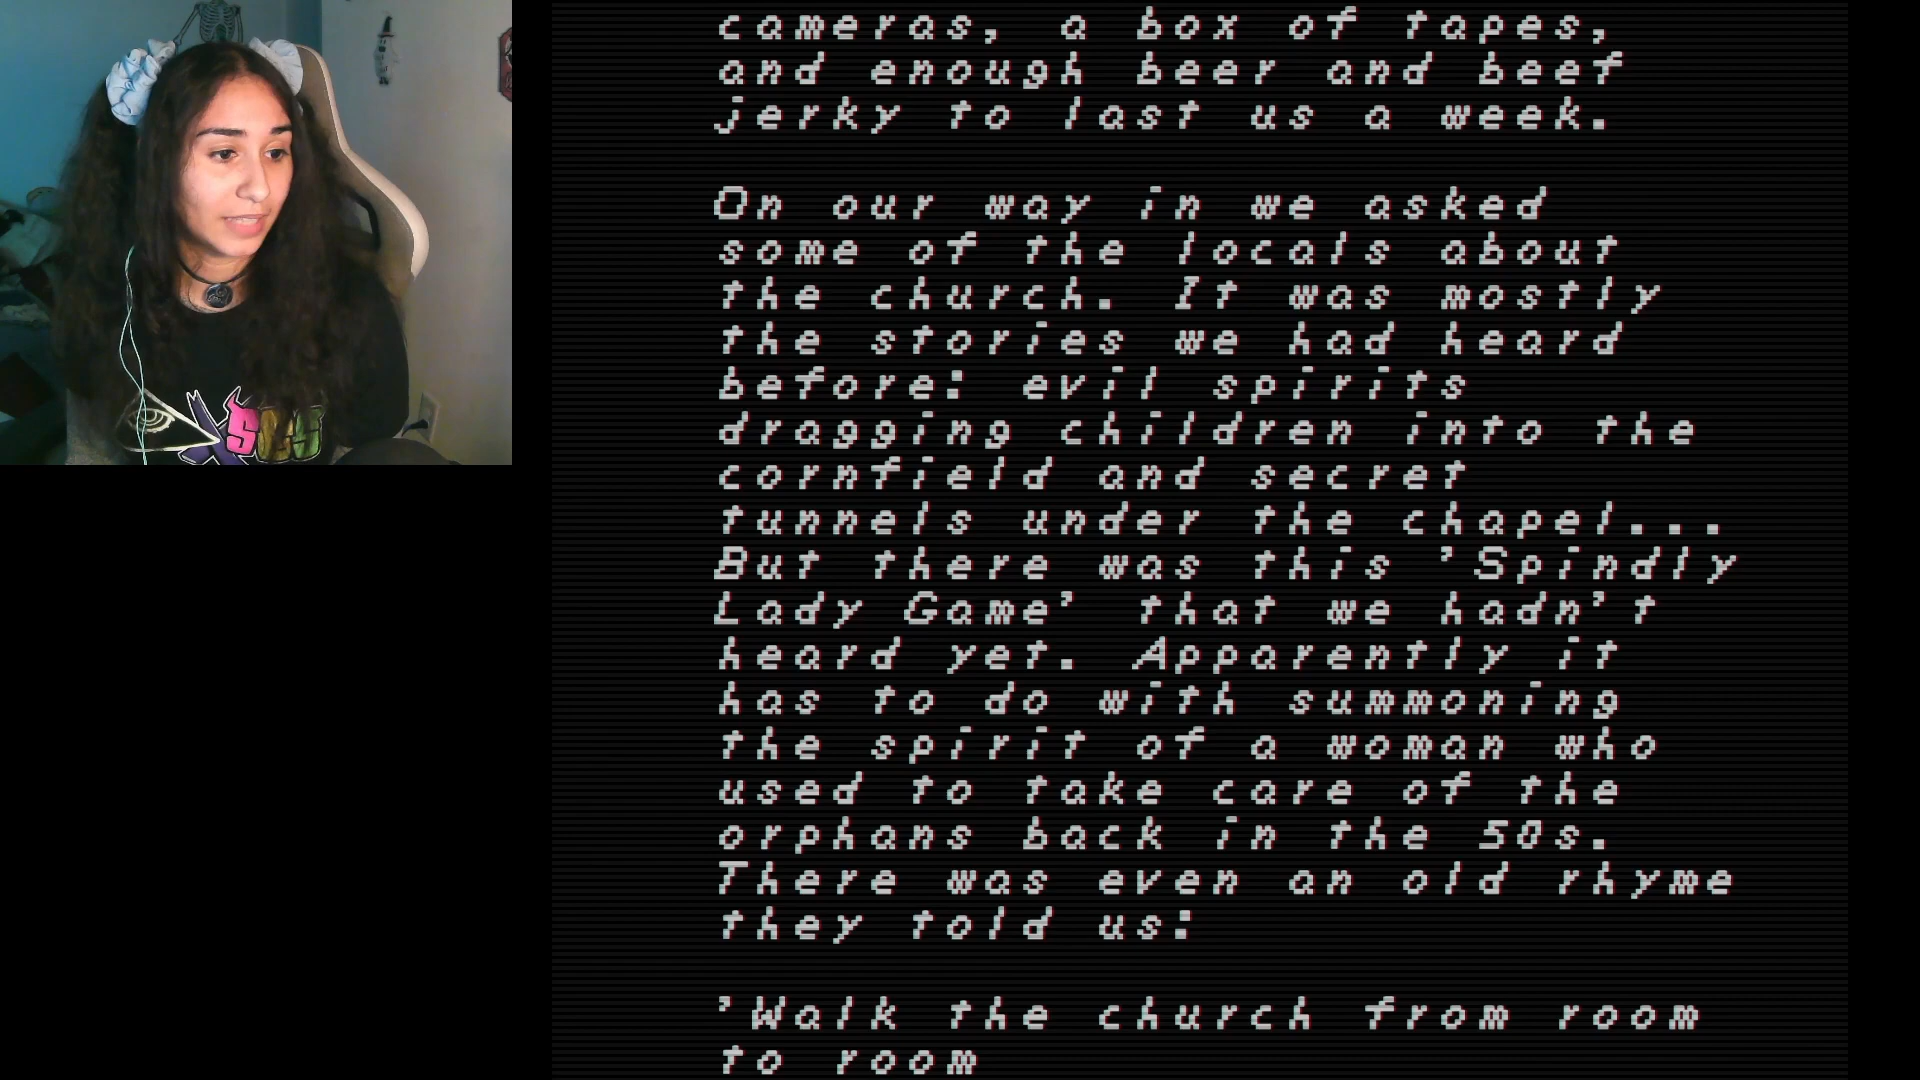 cameras, a box of tapes,
and enough beer and beef
jerky to last us a week.
On our way in we asked
some of the locals about
the church. It was mostly
the stories we had heard
before: evil spirits
dragging children into the
cornfield and secret
tunnels under the chapel...
But there was this 'Spindly
Lady Game' that we hadn't
heard yet. Apparently it
has to do with summoning
the spirit of a woman who
used to take care of the
orphans back in the 50s.
There was even an old rhyme
they told us:
'Walk the church from room
to room